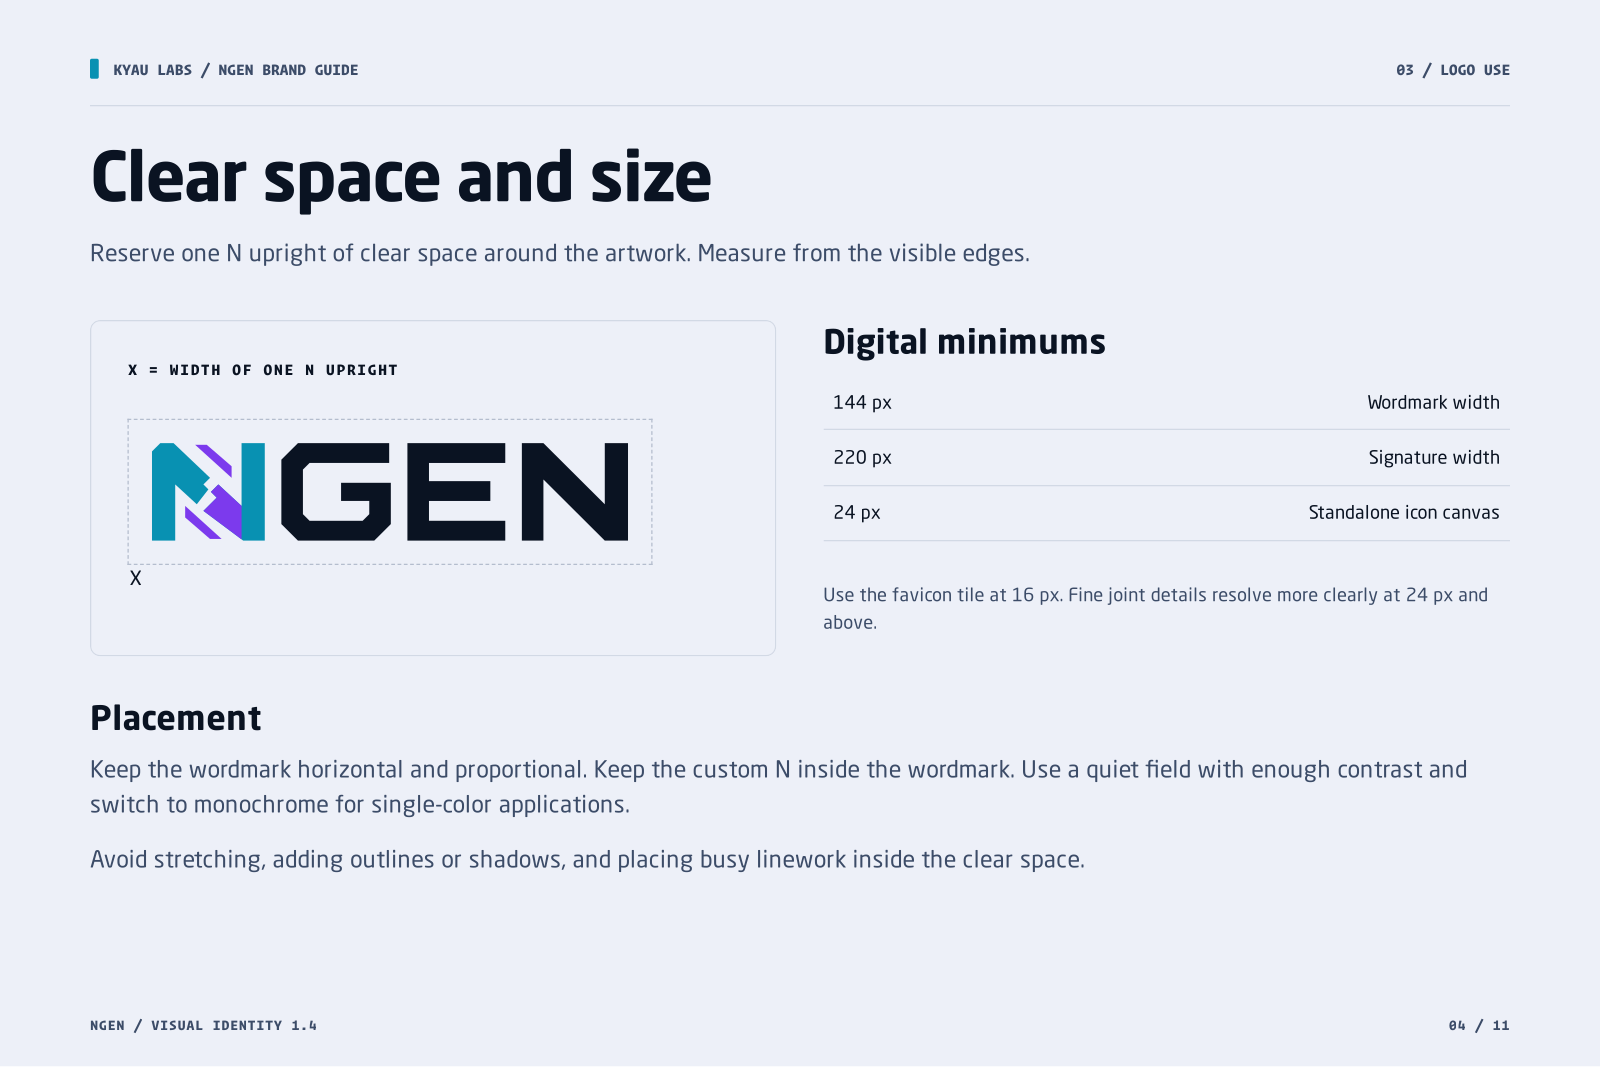 KYAU LABS / NGEN BRAND GUIDE
03 / LOGO USE
Clear space and size
Reserve one N upright of clear space around the artwork. Measure from the visible edges.
X = WIDTH OF ONE N UPRIGHT
NGEN
X
Digital minimums
144 px Wordmark width
220 px Signature width
24 px Standalone icon canvas
Use the favicon tile at 16 px. Fine joint details resolve more clearly at 24 px and
above.
Placement
Keep the wordmark horizontal and proportional. Keep the custom N inside the wordmark. Use a quiet field with enough contrast and
switch to monochrome for single-color applications.
Avoid stretching, adding outlines or shadows, and placing busy linework inside the clear space.
NGEN / VISUAL IDENTITY 1.4
04 / 11